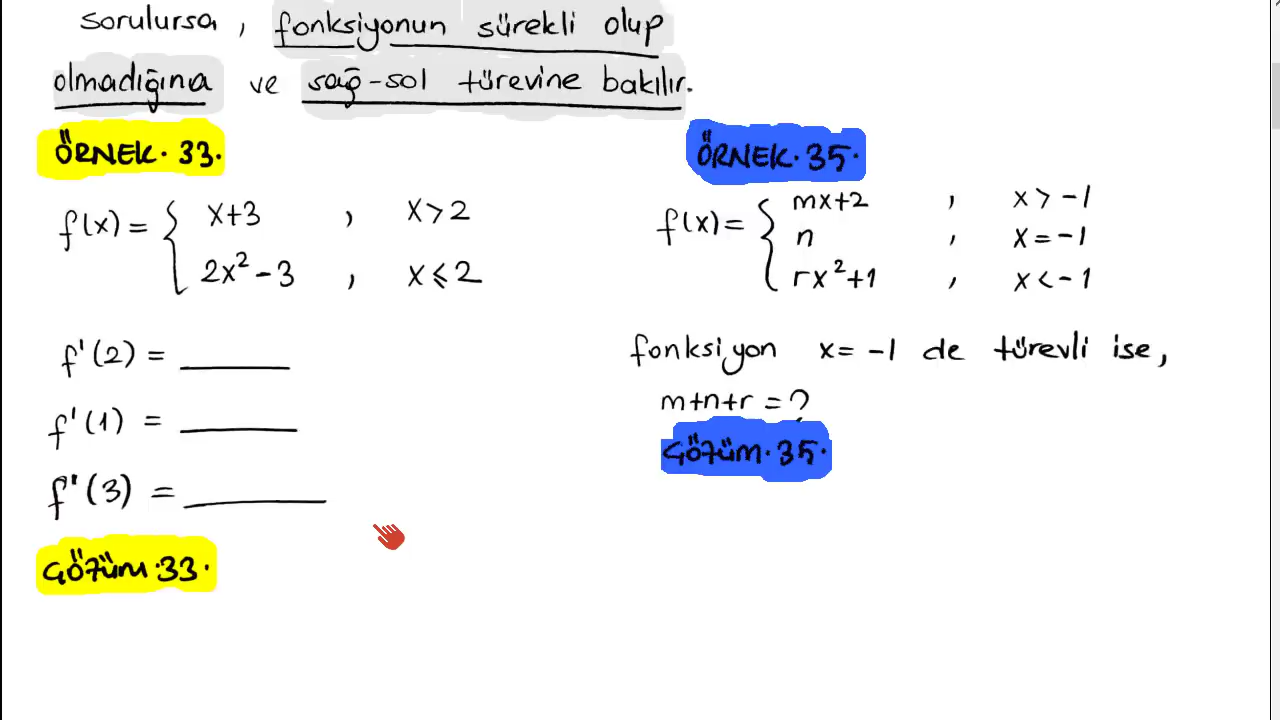 sorulursa, fonksiyonun sürekli olup
olmadığına ve sağ-sol türevine bakılır.
ÖRNEK.33.
f(x)= { x+3 , x>2
2x²-3 , x⩽2
f'(2) = ______
f'(1) = ______
f'(3) = ______
ÇÖZÜM.33.
ÖRNEK.35.
f(x)= { mx+2 , x>-1
n , x=-1
rx²+1 , x<-1
fonksiyon x=-1 de türevli ise,
m+n+r=?
ÇÖZÜM.35.